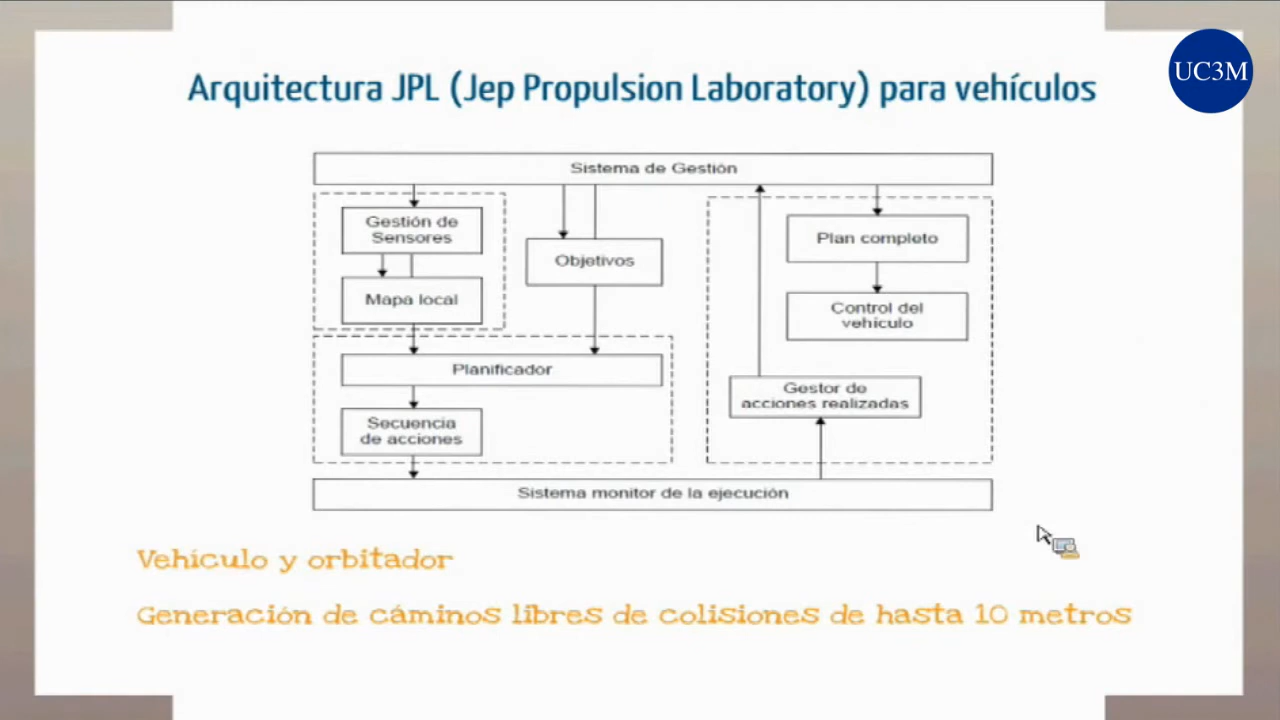 Arquitectura JPL (Jep Propulsion Laboratory) para vehículos
UC3M
Sistema de Gestión
Gestión de
Sensores
Mapa local
Objetivos
Plan completo
Control del
vehículo
Planificador
Secuencia
de acciones
Gestor de
acciones realizadas
Sistema monitor de la ejecución
Vehículo y orbitador
Generación de cáminos libres de colisiones de hasta 10 metros